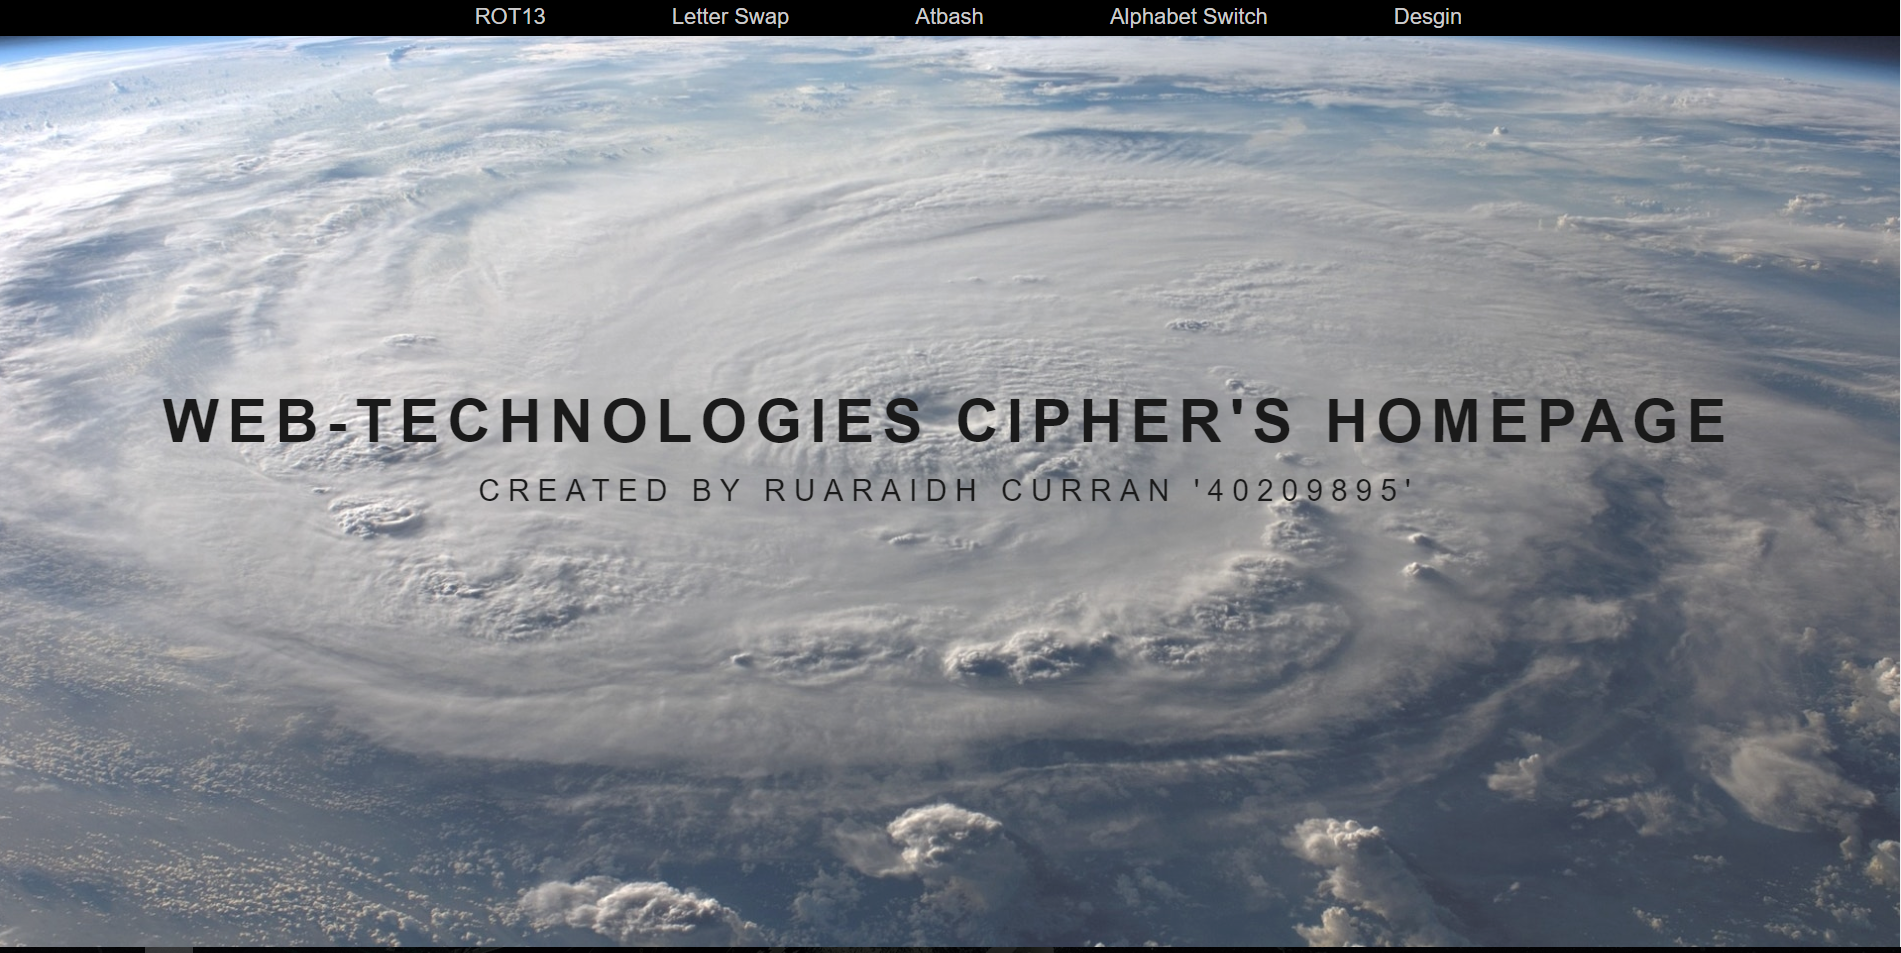 ROT13 Letter Swap Atbash Alphabet Switch Desgin
WEB-TECHNOLOGIES CIPHER'S HOMEPAGE
CREATED BY RUARAIDH CURRAN '40209895'